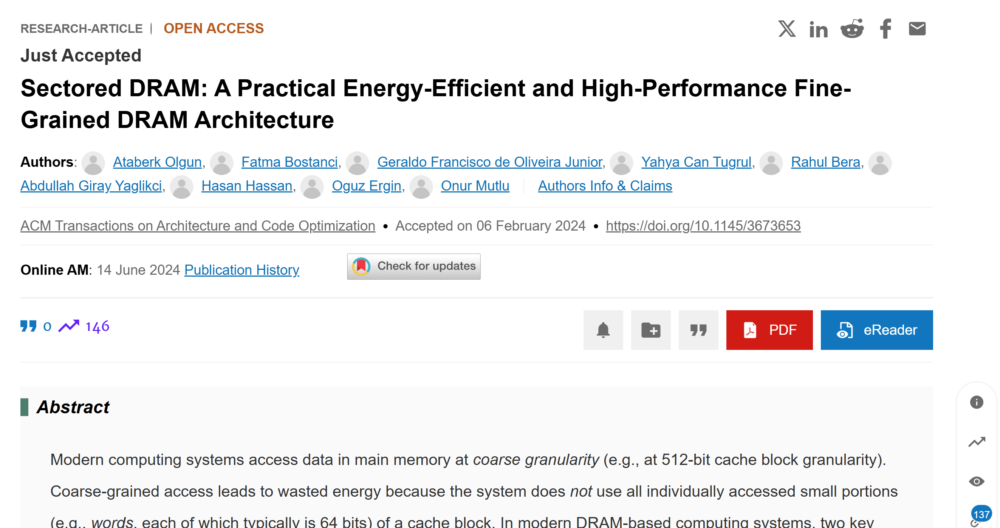 RESEARCH-ARTICLE | OPEN ACCESS
Just Accepted
Sectored DRAM: A Practical Energy-Efficient and High-Performance Fine-
Grained DRAM Architecture
Authors: Ataberk Olgun, Fatma Bostanci, Geraldo Francisco de Oliveira Junior, Yahya Can Tugrul, Rahul Bera,
Abdullah Giray Yaglikci, Hasan Hassan, Oguz Ergin, Onur Mutlu | Authors Info & Claims
ACM Transactions on Architecture and Code Optimization • Accepted on 06 February 2024 • https://doi.org/10.1145/3673653
Online AM: 14 June 2024 Publication History Check for updates
0 146 PDF eReader
Abstract
Modern computing systems access data in main memory at coarse granularity (e.g., at 512-bit cache block granularity).
Coarse-grained access leads to wasted energy because the system does not use all individually accessed small portions
(e.g., words, each of which typically is 64 bits) of a cache block. In modern DRAM-based computing systems, two key
137